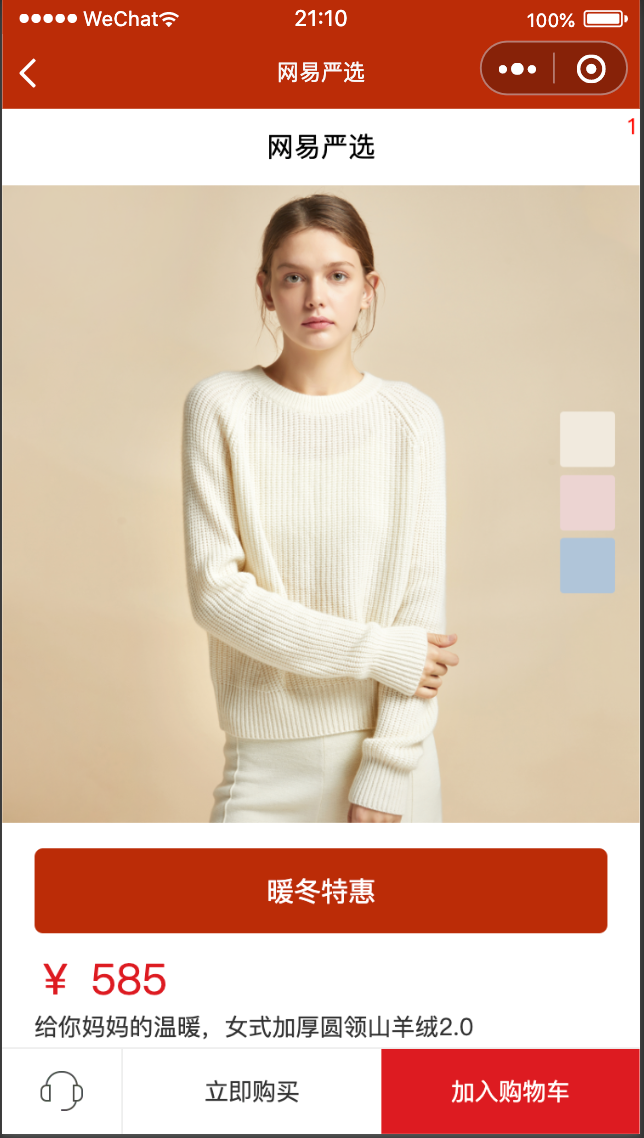 WeChat 21:10 100%
网易严选
1
网易严选
暖冬特惠
¥ 585
给你妈妈的温暖，女式加厚圆领山羊绒2.0
立即购买 加入购物车